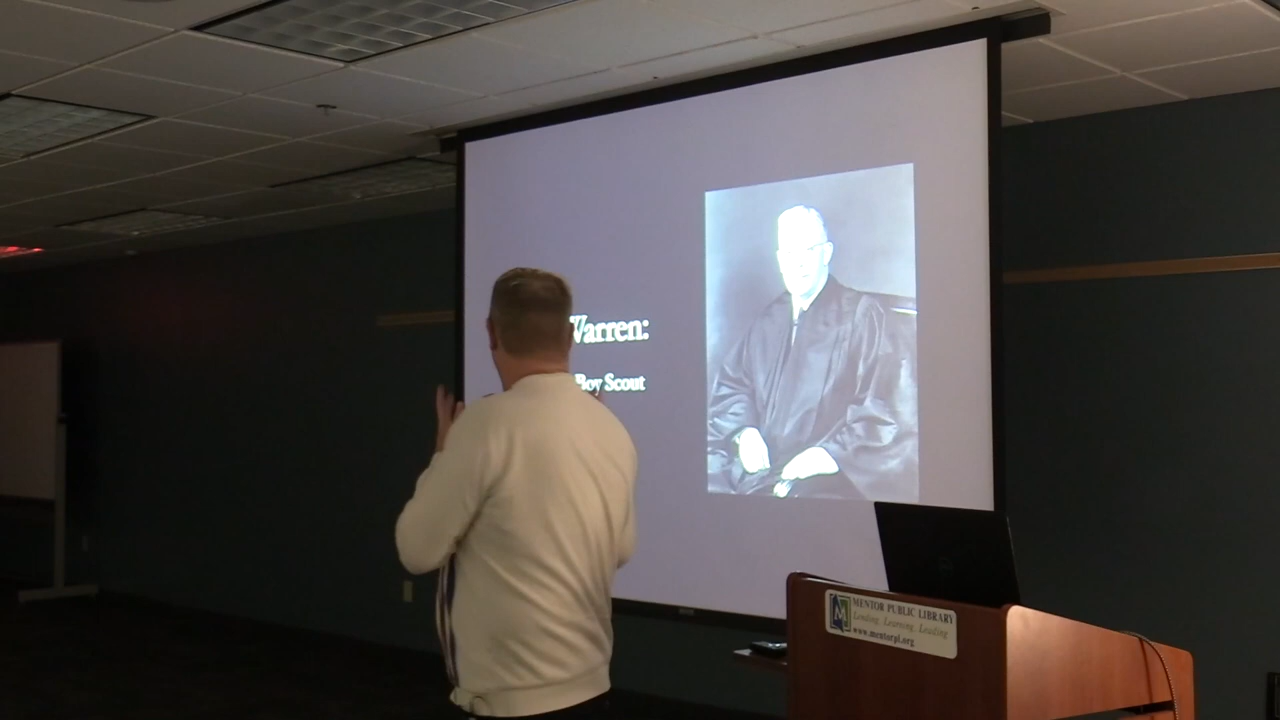 Warren:
Boy Scout
MENTOR PUBLIC LIBRARY
Lending. Learning. Leading
www.mentorpl.org